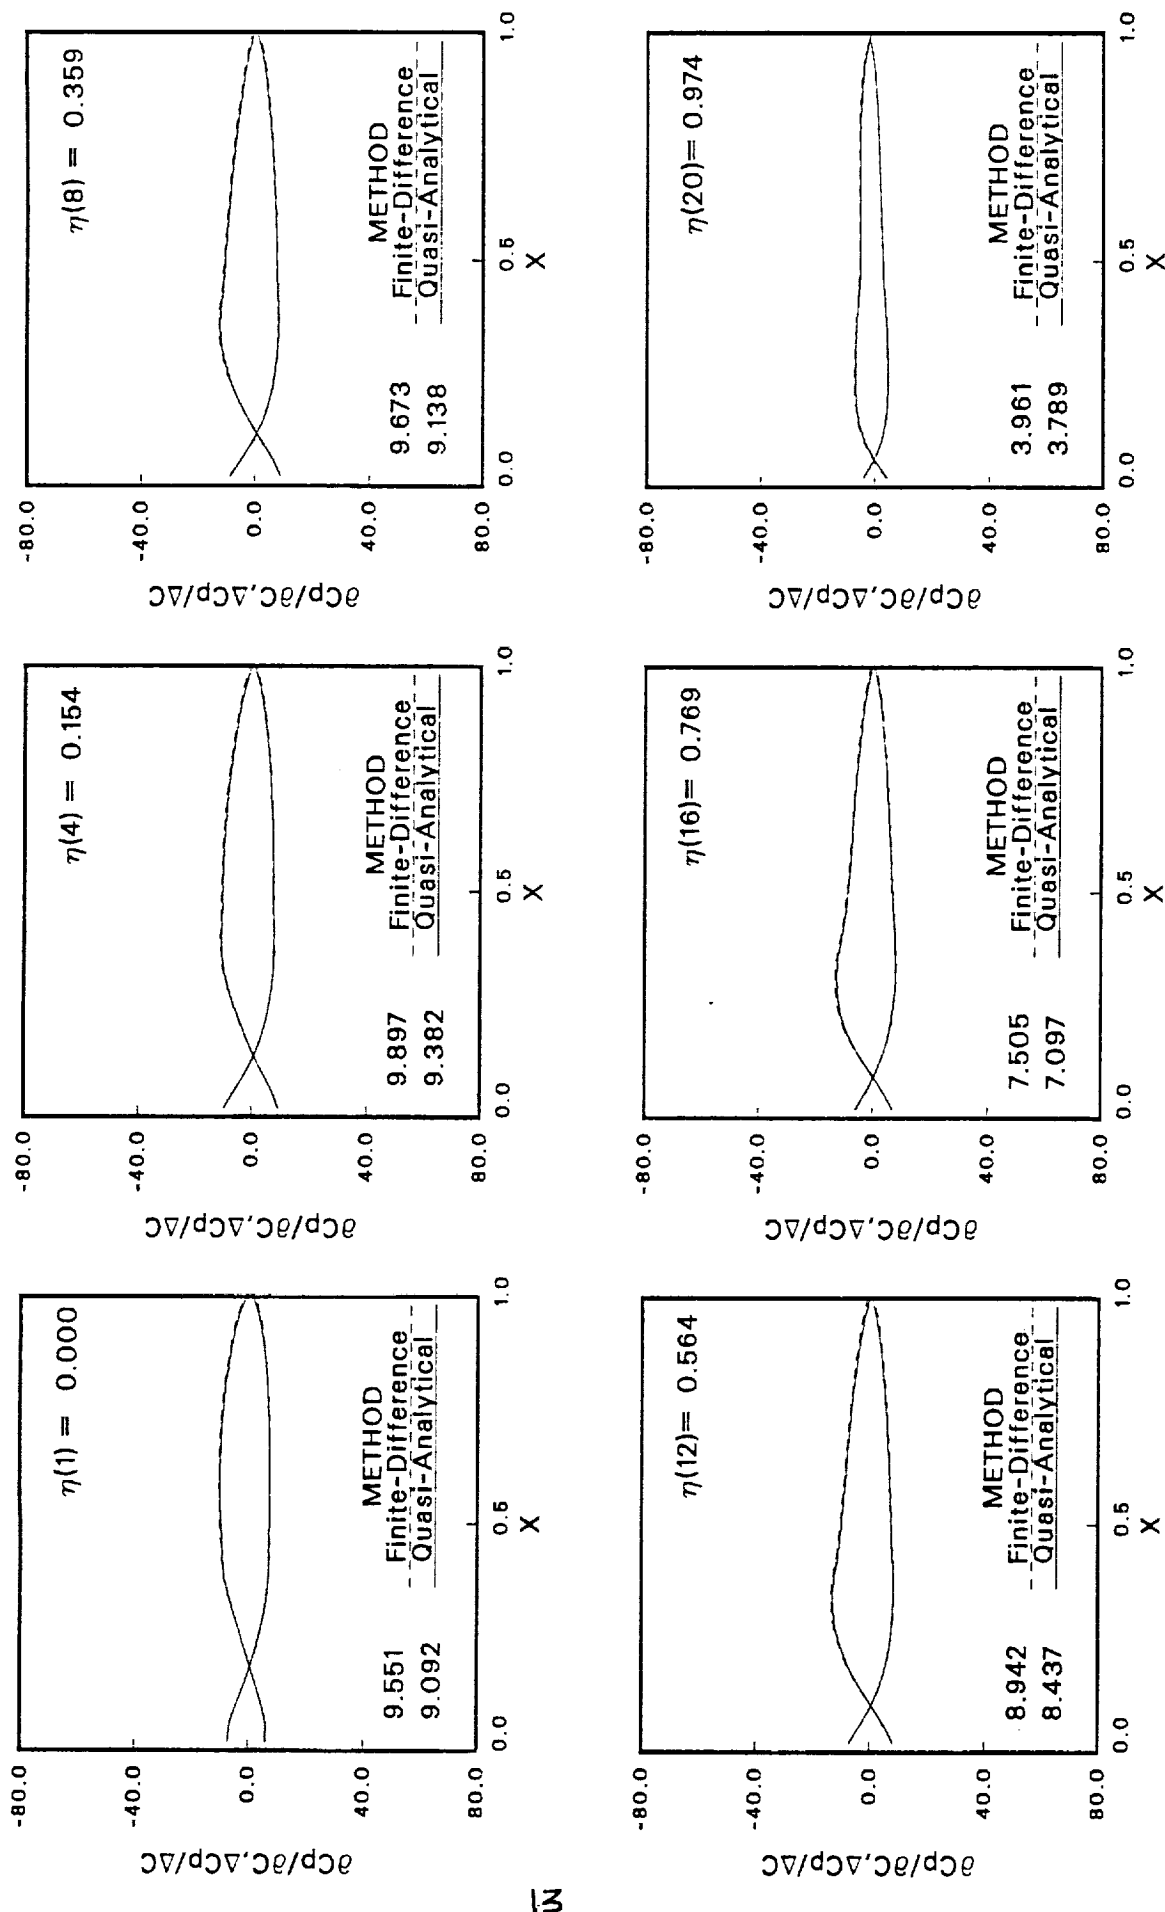 ∂Cp/∂C,ΔCp/ΔC
-80.0
-40.0
0.0
40.0
80.0
η(1) = 0.000
METHOD
9.551 Finite-Difference
9.092 Quasi-Analytical
0.0 0.5 1.0
X
∂Cp/∂C,ΔCp/ΔC
-80.0
-40.0
0.0
40.0
80.0
η(4) = 0.154
METHOD
9.897 Finite-Difference
9.382 Quasi-Analytical
0.0 0.5 1.0
X
∂Cp/∂C,ΔCp/ΔC
-80.0
-40.0
0.0
40.0
80.0
η(8) = 0.359
METHOD
9.673 Finite-Difference
9.138 Quasi-Analytical
0.0 0.5 1.0
X
∂Cp/∂C,ΔCp/ΔC
-80.0
-40.0
0.0
40.0
80.0
η(12)= 0.564
METHOD
8.942 Finite-Difference
8.437 Quasi-Analytical
0.0 0.5 1.0
X
∂Cp/∂C,ΔCp/ΔC
-80.0
-40.0
0.0
40.0
80.0
η(16)= 0.769
METHOD
7.505 Finite-Difference
7.097 Quasi-Analytical
0.0 0.5 1.0
X
∂Cp/∂C,ΔCp/ΔC
-80.0
-40.0
0.0
40.0
80.0
η(20)= 0.974
METHOD
3.961 Finite-Difference
3.789 Quasi-Analytical
0.0 0.5 1.0
X